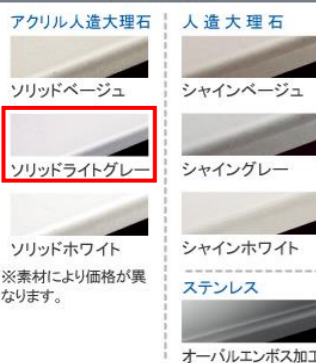 アクリル人造大理石
ソリッドベージュ
ソリッドライトグレー
ソリッドホワイト
※素材により価格が異
なります。
人造大理石
シャインベージュ
シャイングレー
シャインホワイト
ステンレス
オーバルエンボス加工